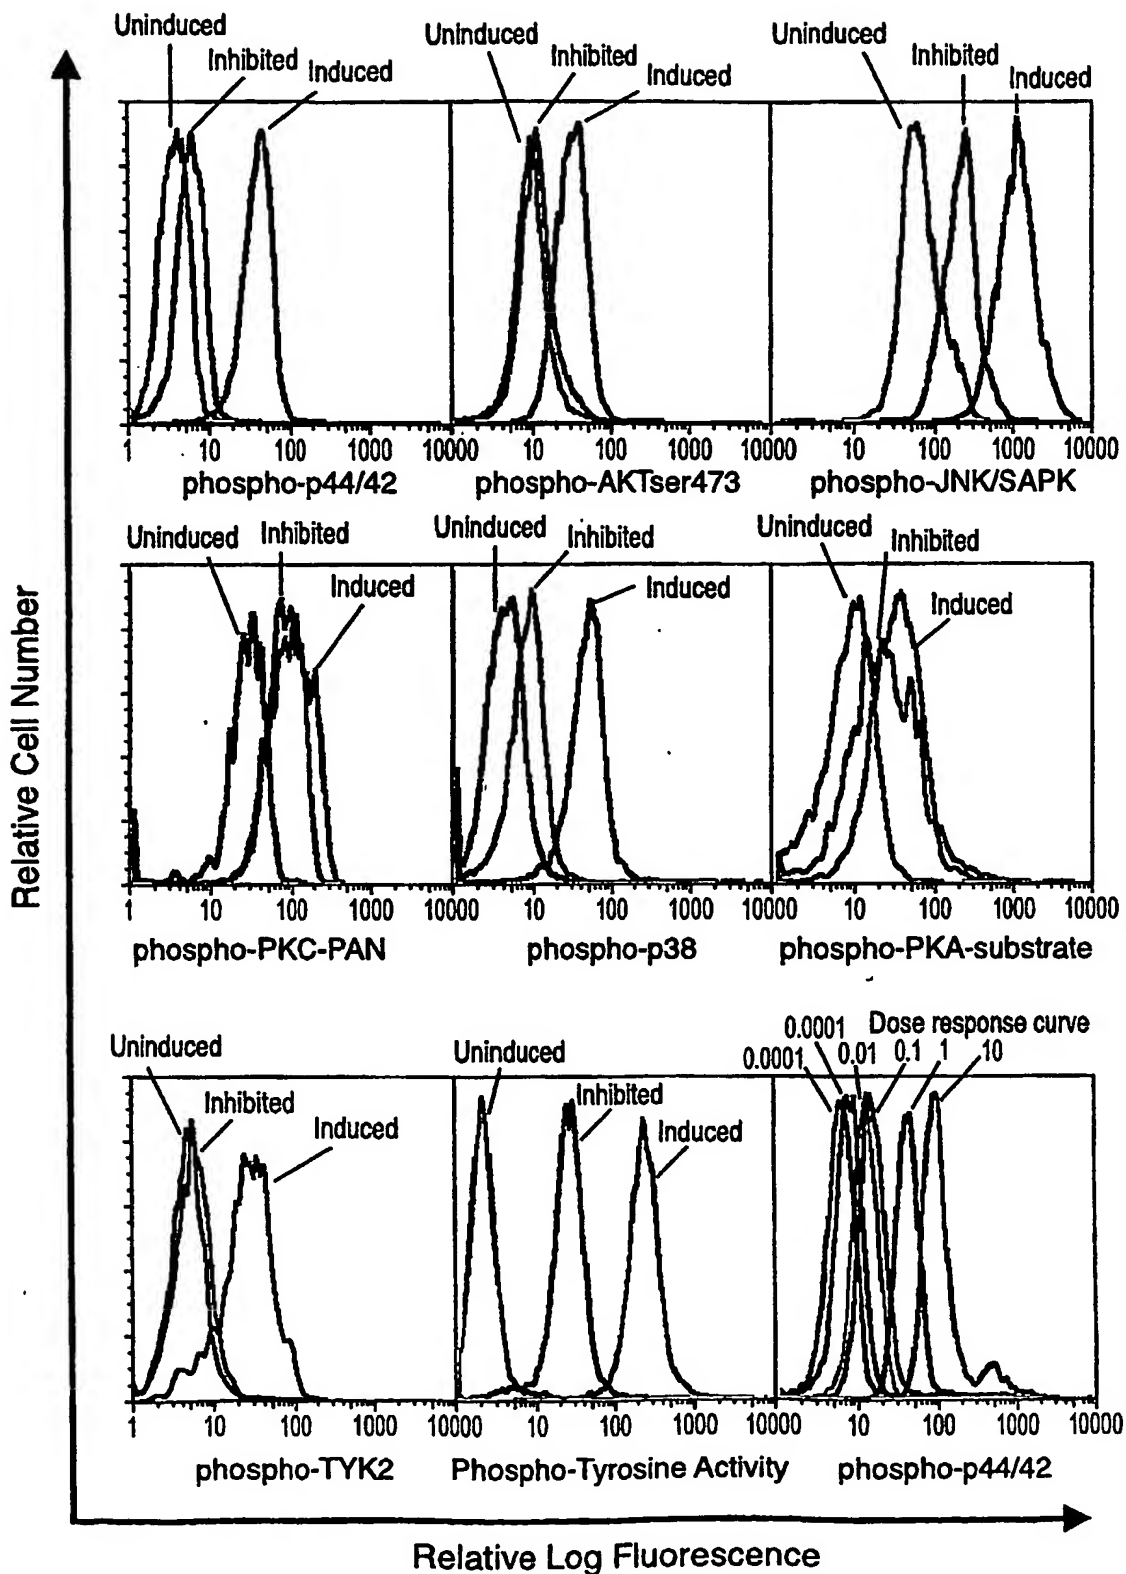 Uninduced
Inhibited
Induced
Uninduced
Inhibited
Induced
Uninduced
Inhibited
Induced
1 10 100 1000 10000 10 100 1000 10000 10 100 1000 10000
phospho-p44/42 phospho-AKTser473 phospho-JNK/SAPK
Uninduced
Inhibited
Induced
Uninduced
Inhibited
Induced
Uninduced
Inhibited
Induced
1 10 100 1000 10000 10 100 1000 10000 10 100 1000 10000
phospho-PKC-PAN phospho-p38 phospho-PKA-substrate
Uninduced
Inhibited
Induced
Uninduced
Inhibited
Induced
0.0001 Dose response curve
0.0001 0.01 0.1 1 10
1 10 100 1000 10000 10 100 1000 10000 10 100 1000 10000
phospho-TYK2 Phospho-Tyrosine Activity phospho-p44/42
Relative Cell Number
Relative Log Fluorescence